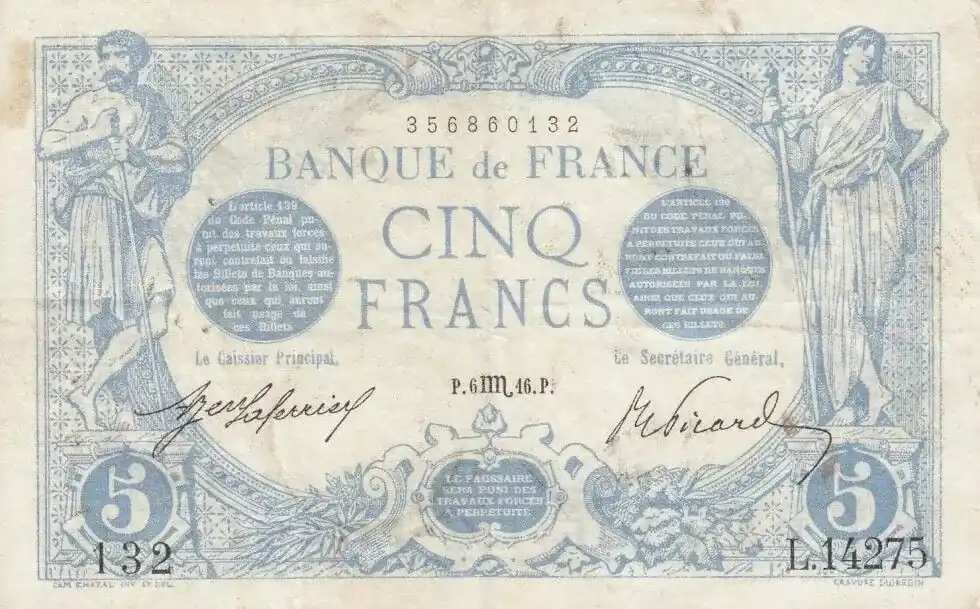 356860132
BANQUE de FRANCE
CINQ
FRANCS
L'article 139
du Code Pénal pu-
nit des travaux forcés
à perpétuité ceux qui au-
ront contrefait ou falsifié
les Billets de Banques au-
torisées par la loi, ainsi
que ceux qui auront
fait usage de
ces Billets
L'ARTICLE 139
DU CODE PÉNAL PU-
NIT DES TRAVAUX FORCÉS
À PERPÉTUITÉ CEUX QUI AU-
RONT CONTREFAIT OU FALSI-
FIÉ LES BILLETS DE BANQUES
AUTORISÉES PAR LA LOI,
AINSI QUE CEUX QUI AU-
RONT FAIT USAGE DE
CES BILLETS
Le Caissier Principal,
Le Secrétaire Général,
P.6 16.P.
Picard
LE FAUSSAIRE
SERA PUNI DES
TRAVAUX FORCÉS
À PERPÉTUITÉ
5
5
132
L.14275
GRAVURE DUJARDIN